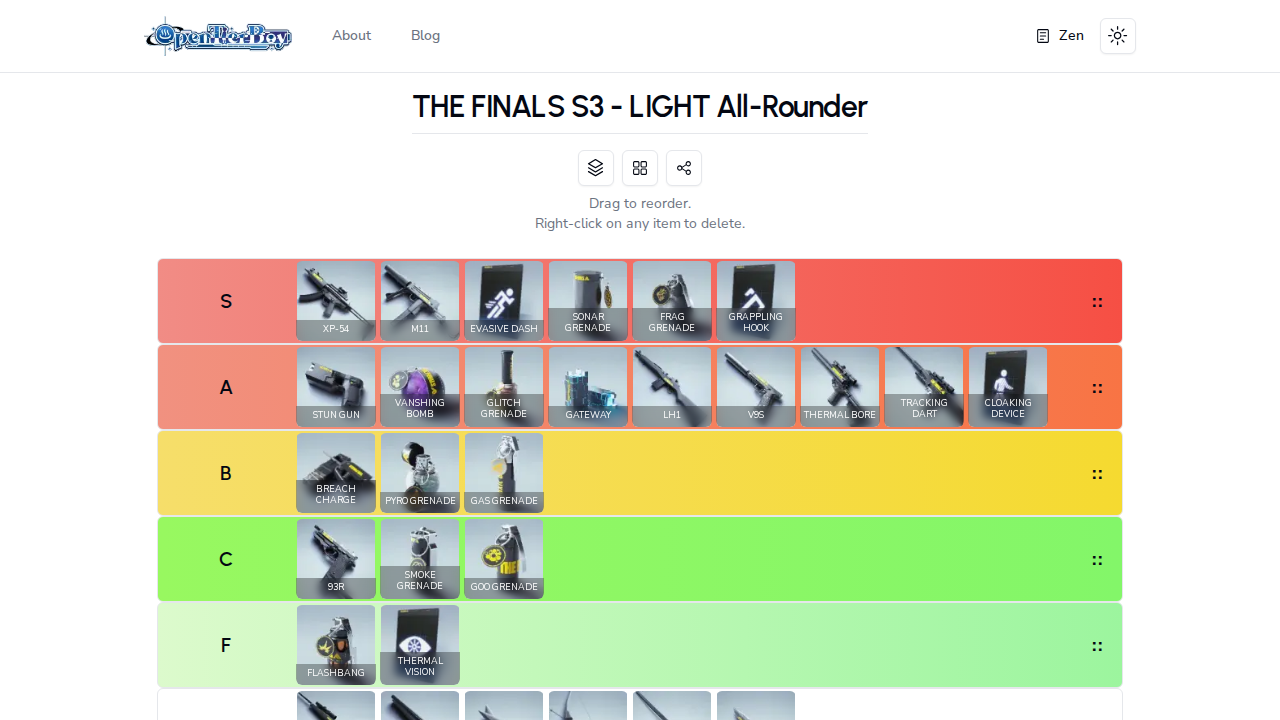 OpenTierBoy
About
Blog
Zen
THE FINALS S3 - LIGHT All-Rounder
Drag to reorder.
Right-click on any item to delete.
S
XP-54
M11
EVASIVE DASH
SONAR
GRENADE
FRAG
GRENADE
GRAPPLING
HOOK
A
STUN GUN
VANSHING
BOMB
GLITCH
GRENADE
GATEWAY
LH1
V9S
THERMAL BORE
TRACKING
DART
CLOAKING
DEVICE
B
BREACH
CHARGE
PYRO GRENADE
GAS GRENADE
C
93R
SMOKE
GRENADE
GOO GRENADE
F
FLASHBANG
THERMAL
VISION